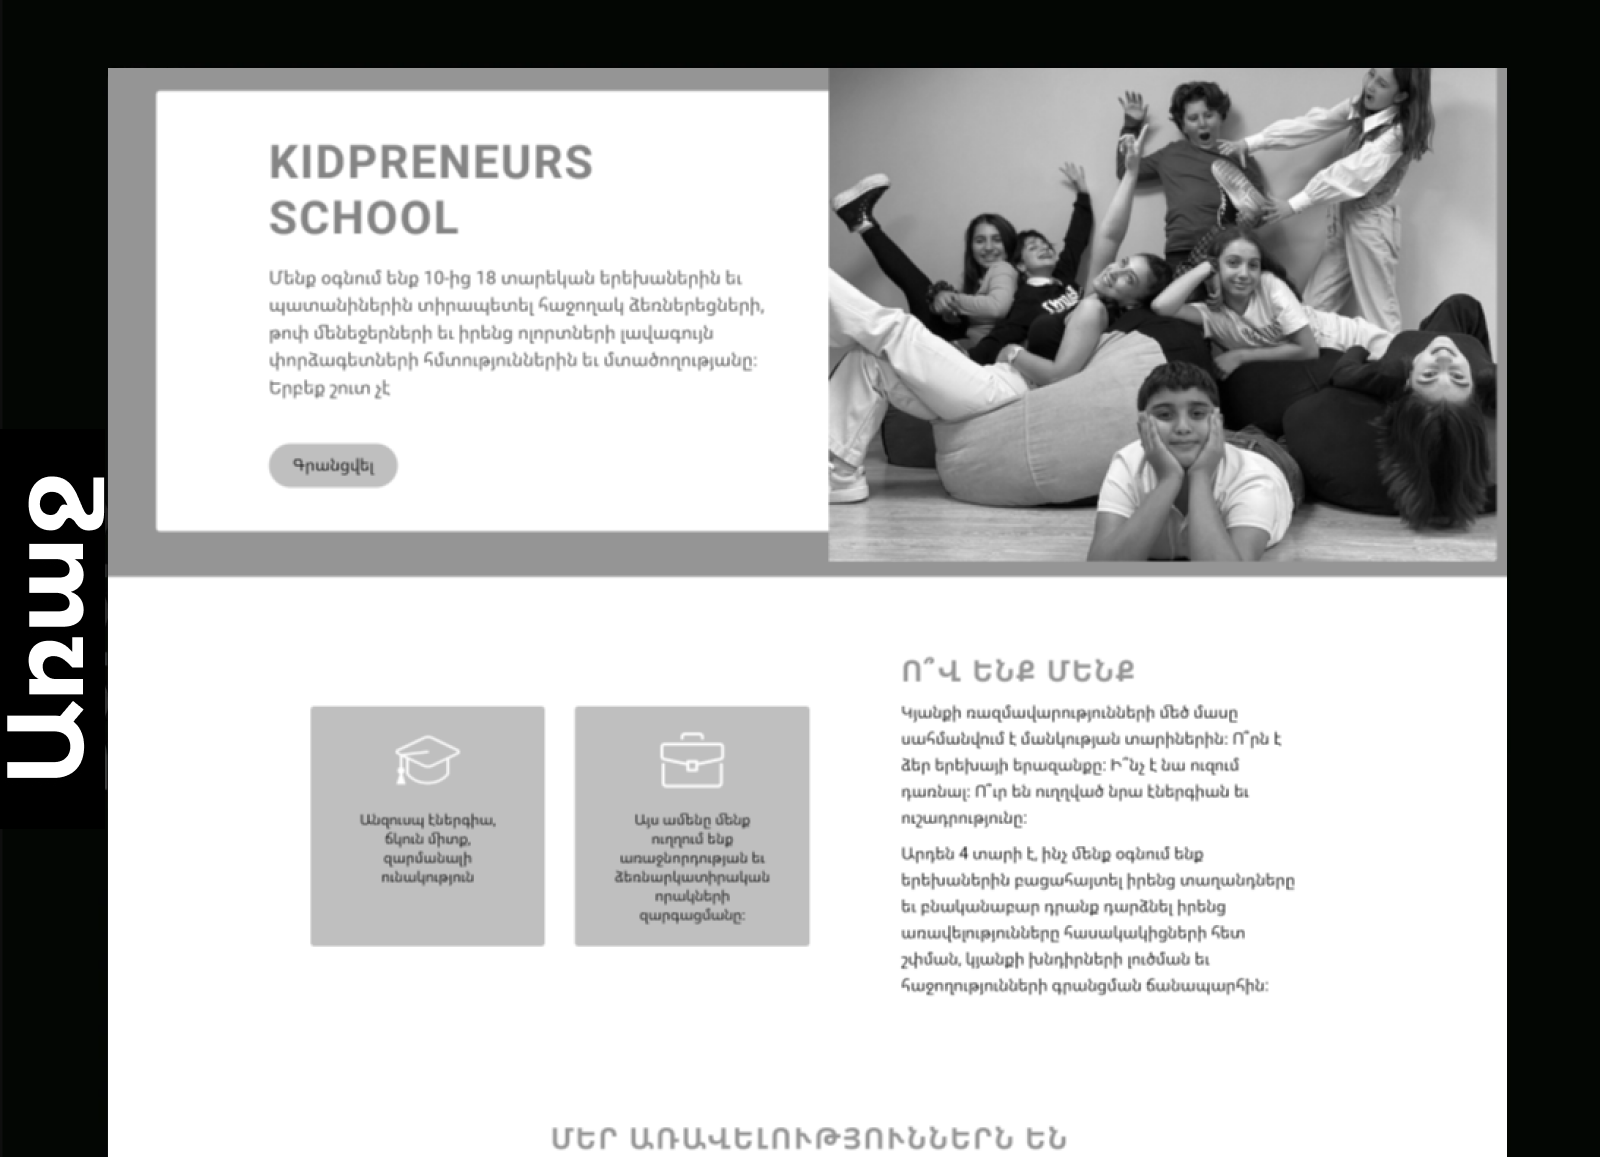 Առաջ
KIDPRENEURS
SCHOOL
Մենք օգնում ենք 10-ից 18 տարեկան երեխաներին եւ
պատանիներին տիրապետել հաջողակ ձեռներեցների,
թոփ մենեջերների եւ իրենց ոլորտների լավագույն
փորձագետների հմտություններին եւ մտածողությանը:
Երբեք շուտ չէ
Գրանցվել
Ո՞Վ ԵՆՔ ՄԵՆՔ
Կյանքի ռազմավարությունների մեծ մասը
սահմանվում է մանկության տարիներին: Ո՞րն է
ձեր երեխայի երազանքը: Ի՞նչ է նա ուզում
դառնալ: Ո՞ւր են ուղղված նրա էներգիան եւ
ուշադրությունը:
Արդեն 4 տարի է, ինչ մենք օգնում ենք
երեխաներին բացահայտել իրենց տաղանդները
եւ բնականաբար դրանք դարձնել իրենց
առավելությունները հասակակիցների հետ
շփման, կյանքի խնդիրների լուծման եւ
հաջողությունների գրանցման ճանապարհին:
Անզուսպ էներգիա,
ճկուն միտք,
զարմանալի
ունակություն
Այս ամենը մենք
ուղղում ենք
առաջնորդության եւ
ձեռնարկատիրական
որակների
զարգացմանը:
ՄԵՐ ԱՌԱՎԵԼՈՒԹՅՈՒՆՆԵՐՆ ԵՆ